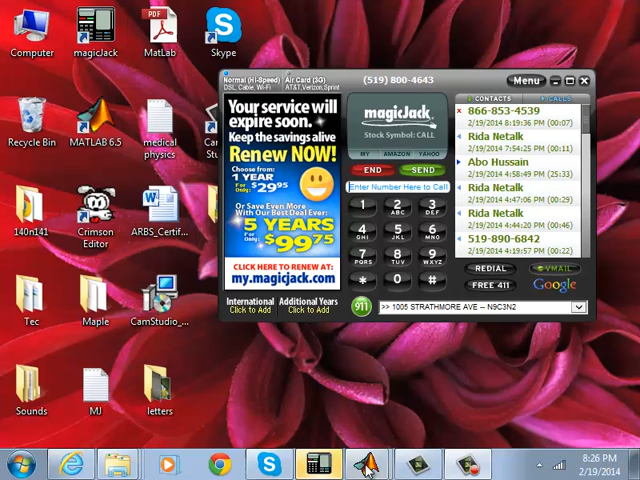 Computer
magicJack
MatLab
Skype
Recycle Bin
MATLAB 6.5
medical physics
140n141
Crimson Editor
ARBS_Certif...
Tec
Maple
CamStudio_...
Sounds
MJ
letters
Normal (Hi-Speed)
DSL, Cable, Wi-Fi
Air Card (3G)
AT&T,Verizon,Sprint
(519) 800-4643
Menu
Your service will
expire soon.
Keep the savings alive
Renew NOW!
Choose from:
1 YEAR
For Only: $29.95
Or Save Even More
With Our Best Deal Ever:
5 YEARS
For Only: $99.75
CLICK HERE TO RENEW AT:
my.magicjack.com
International
Click to Add
Additional Years
Click to Add
magicJack
Stock Symbol: CALL
MY AMAZON YAHOO
END SEND
Enter Number Here to Call
1 2 ABC 3 DEF
4 GHI 5 JKL 6 MNO
7 PQRS 8 TUV 9 WXYZ
* 0 #
911
>> 1005 STRATHMORE AVE -- N9C3N2
CONTACTS CALLS
866-853-4539
2/19/2014 8:19:36 PM (00:07)
Rida Netalk
2/19/2014 7:54:25 PM (00:11)
Abo Hussain
2/19/2014 4:58:49 PM (25:33)
Rida Netalk
2/19/2014 4:47:06 PM (00:29)
Rida Netalk
2/19/2014 4:44:20 PM (00:46)
519-890-6842
2/19/2014 4:19:57 PM (00:22)
REDIAL VMAIL
FREE 411 Google
8:26 PM
2/19/2014